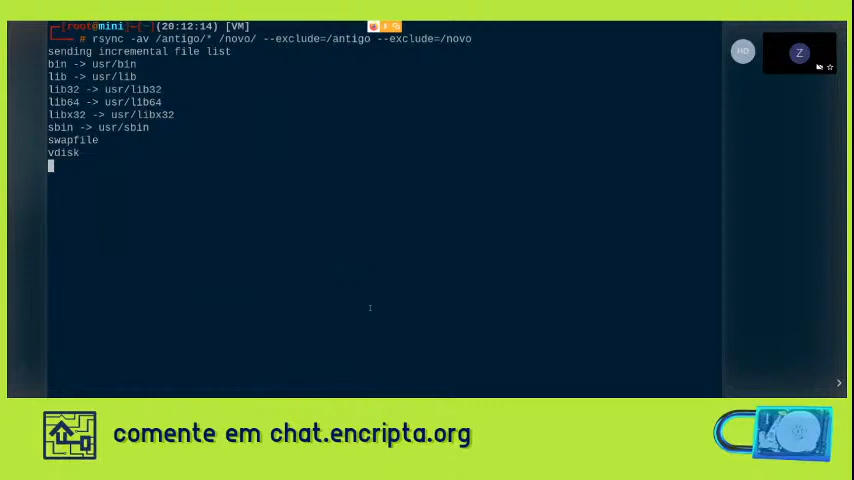 ┌─[root@mini]─[~](20:12:14) [VM]
└── # rsync -av /antigo/* /novo/ --exclude=/antigo --exclude=/novo
sending incremental file list
bin -> usr/bin
lib -> usr/lib
lib32 -> usr/lib32
lib64 -> usr/lib64
libx32 -> usr/libx32
sbin -> usr/sbin
swapfile
vdisk
HD
Z
comente em chat.encripta.org